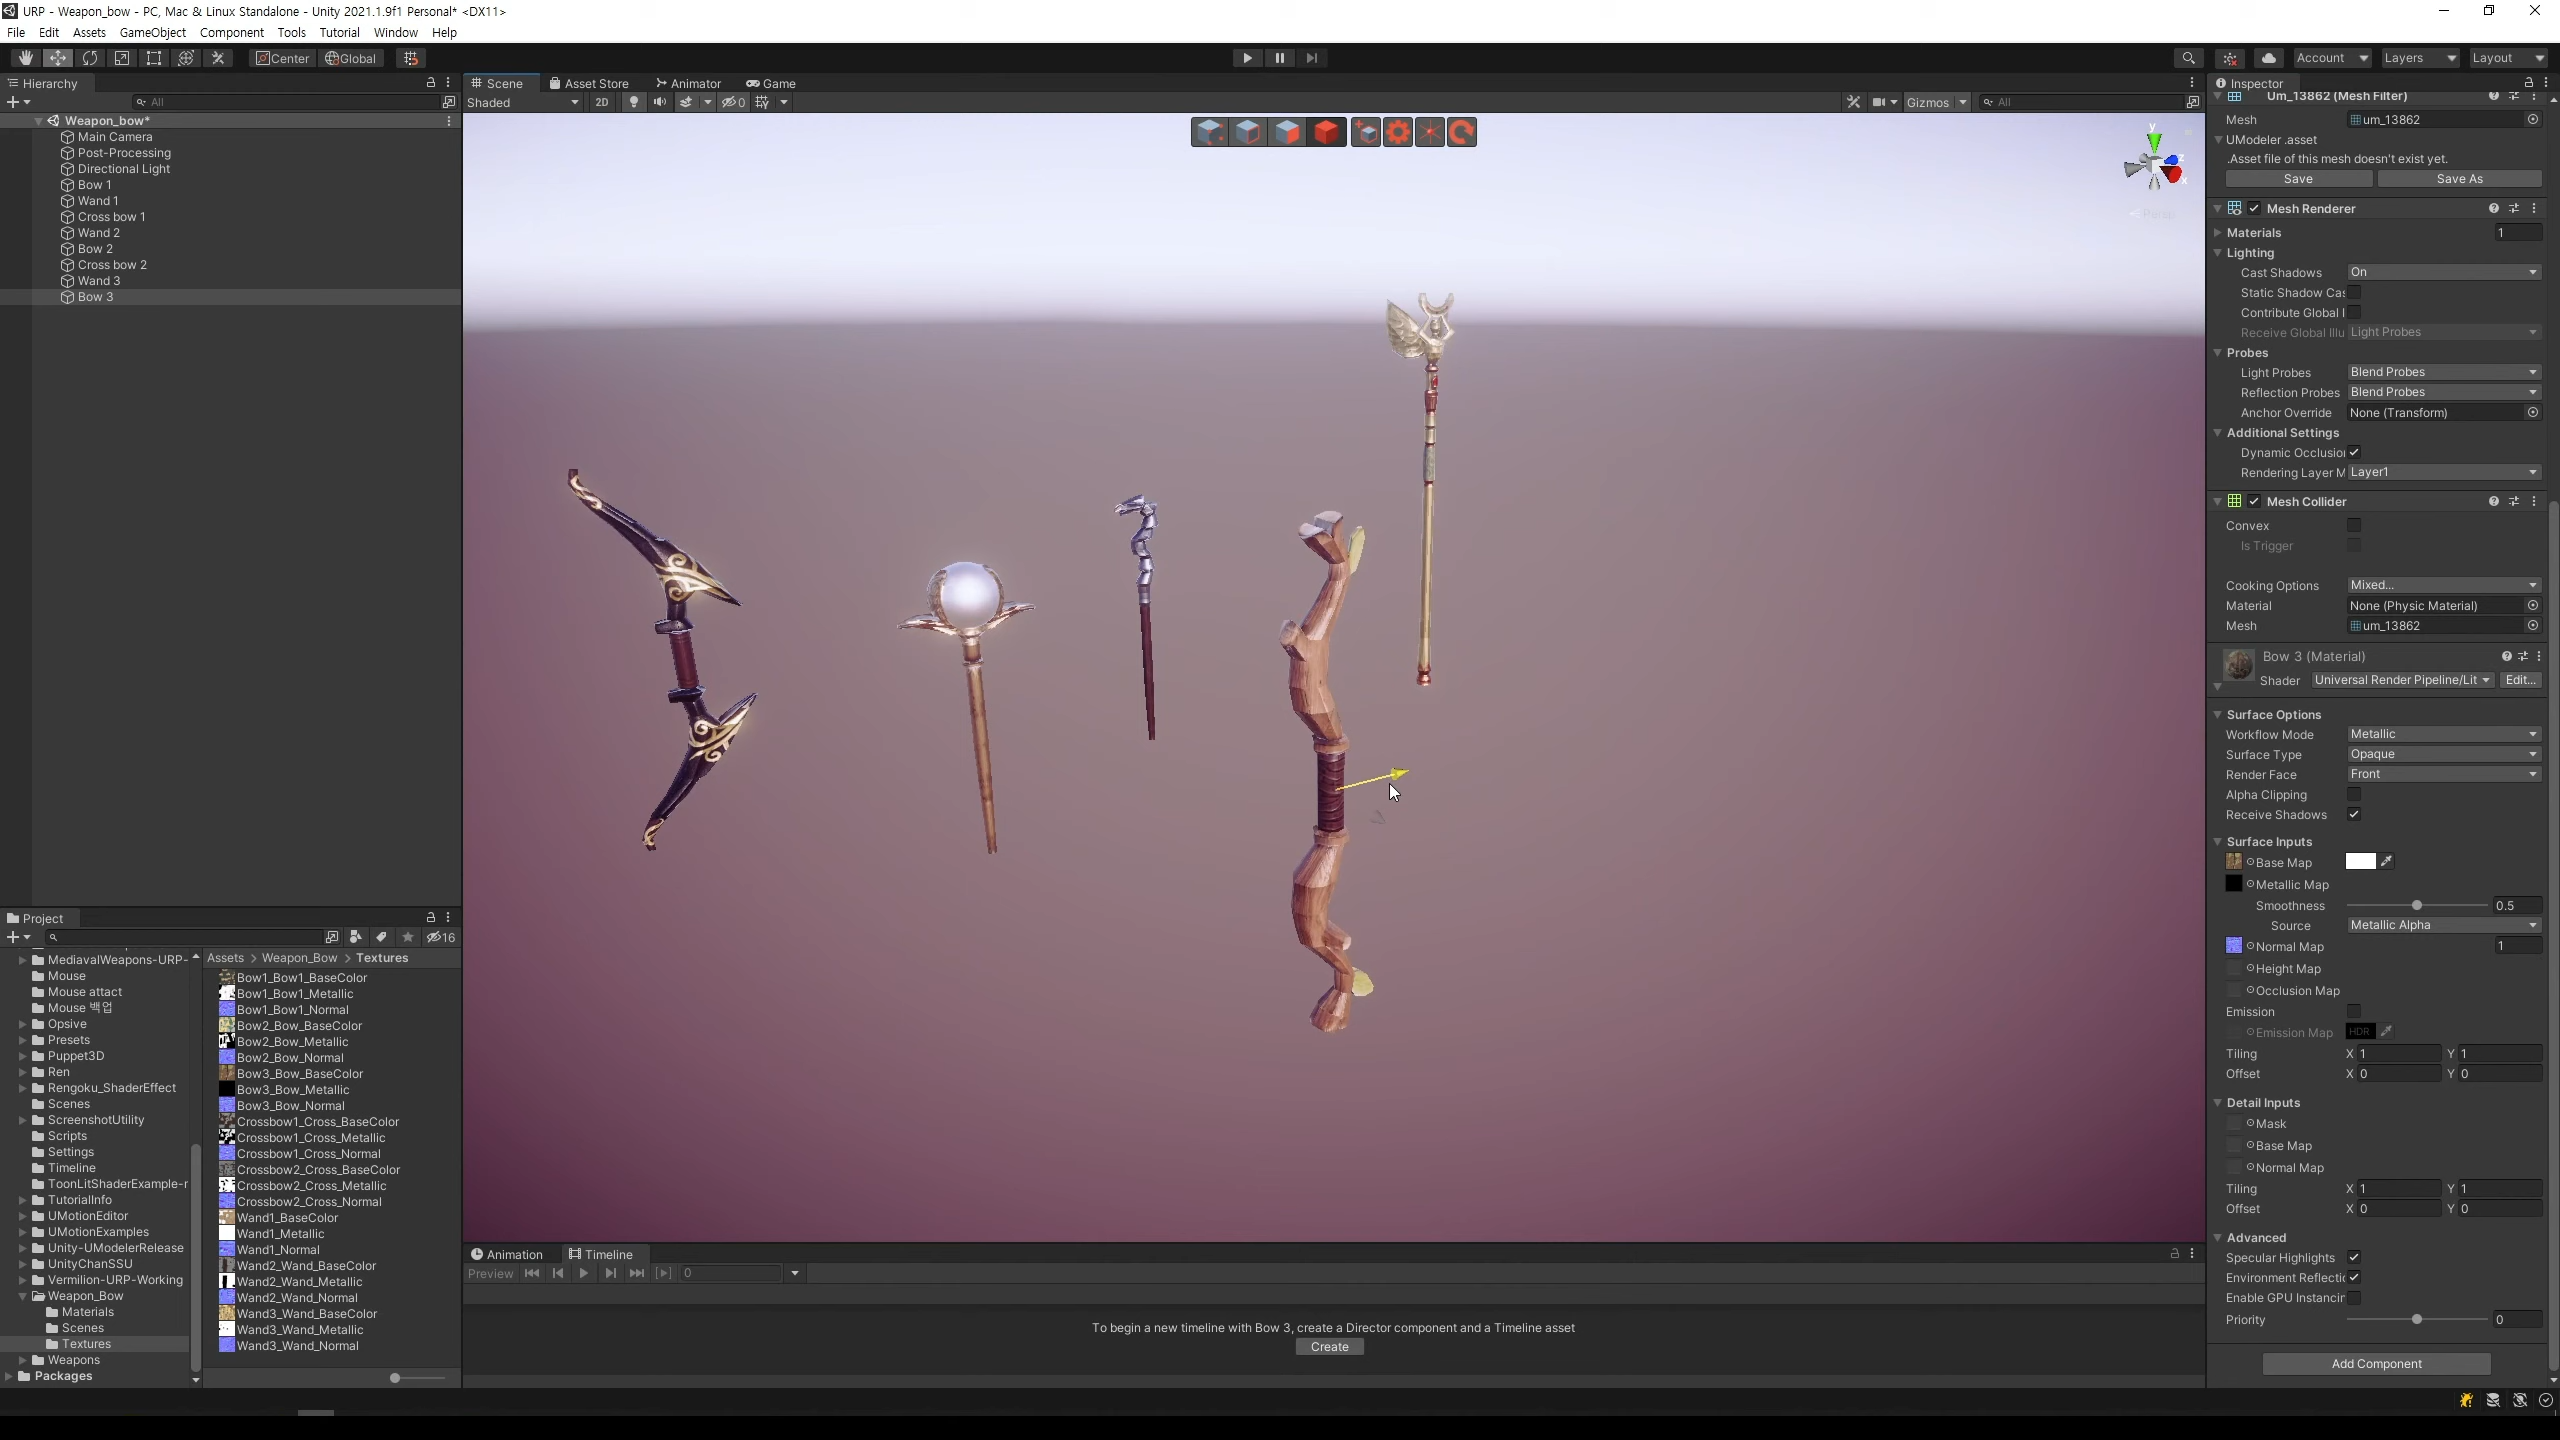 URP - Weapon_bow - PC, Mac & Linux Standalone - Unity 2021.1.9f1 Personal* <DX11>
File Edit Assets GameObject Component Tools Tutorial Window Help
Center Global Account Layers Layout
Hierarchy
All
Weapon_bow*
Main Camera
Post-Processing
Directional Light
Bow 1
Wand 1
Cross bow 1
Wand 2
Bow 2
Cross bow 2
Wand 3
Bow 3
Scene Asset Store Animator Game
Shaded 2D 0 Gizmos All
y
x
Persp
Project
16
MediavalWeapons-URP-
Mouse
Mouse attact
Mouse 백업
Opsive
Presets
Puppet3D
Ren
Rengoku_ShaderEffect
Scenes
ScreenshotUtility
Scripts
Settings
Timeline
ToonLitShaderExample-r
TutorialInfo
UMotionEditor
UMotionExamples
Unity-UModelerRelease
UnityChanSSU
Vermilion-URP-Working
Weapon_Bow
Materials
Scenes
Textures
Weapons
Packages
Assets > Weapon_Bow > Textures
Bow1_Bow1_BaseColor
Bow1_Bow1_Metallic
Bow1_Bow1_Normal
Bow2_Bow_BaseColor
Bow2_Bow_Metallic
Bow2_Bow_Normal
Bow3_Bow_BaseColor
Bow3_Bow_Metallic
Bow3_Bow_Normal
Crossbow1_Cross_BaseColor
Crossbow1_Cross_Metallic
Crossbow1_Cross_Normal
Crossbow2_Cross_BaseColor
Crossbow2_Cross_Metallic
Crossbow2_Cross_Normal
Wand1_BaseColor
Wand1_Metallic
Wand1_Normal
Wand2_Wand_BaseColor
Wand2_Wand_Metallic
Wand2_Wand_Normal
Wand3_Wand_BaseColor
Wand3_Wand_Metallic
Wand3_Wand_Normal
Animation Timeline
Preview 0
To begin a new timeline with Bow 3, create a Director component and a Timeline asset
Create
Inspector
Um_13862 (Mesh Filter)
Mesh um_13862
UModeler .asset
.Asset file of this mesh doesn't exist yet.
Save Save As
Mesh Renderer
Materials 1
Lighting
Cast Shadows On
Static Shadow Cas
Contribute Global I
Receive Global Illu Light Probes
Probes
Light Probes Blend Probes
Reflection Probes Blend Probes
Anchor Override None (Transform)
Additional Settings
Dynamic Occlusion
Rendering Layer M Layer1
Mesh Collider
Convex
Is Trigger
Cooking Options Mixed...
Material None (Physic Material)
Mesh um_13862
Bow 3 (Material)
Shader Universal Render Pipeline/Lit Edit...
Surface Options
Workflow Mode Metallic
Surface Type Opaque
Render Face Front
Alpha Clipping
Receive Shadows
Surface Inputs
Base Map
Metallic Map
Smoothness 0.5
Source Metallic Alpha
Normal Map 1
Height Map
Occlusion Map
Emission
Emission Map HDR
Tiling X 1 Y 1
Offset X 0 Y 0
Detail Inputs
Mask
Base Map
Normal Map
Tiling X 1 Y 1
Offset X 0 Y 0
Advanced
Specular Highlights
Environment Reflectio
Enable GPU Instancin
Priority 0
Add Component